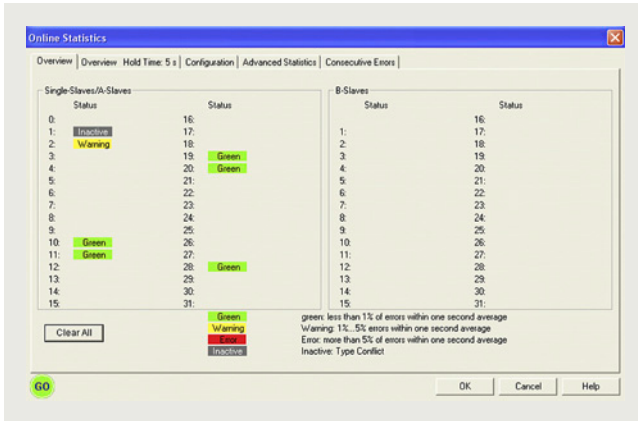 Online Statistics
Overview Overview Hold Time: 5 s Configuration Advanced Statistics Consecutive Errors
Single-Slaves/A-Slaves B-Slaves
Status Status Status Status
0: 16: 16:
1: Inactive 17: 1: 17:
2: Warning 18: 2: 18:
3: 19: Green 3: 19:
4: 20: Green 4: 20:
5: 21: 5: 21:
6: 22: 6: 22:
7: 23: 7: 23:
8: 24: 8: 24:
9: 25: 9: 25:
10: Green 26: 10: 26:
11: Green 27: 11: 27:
12: 28: Green 12: 28:
13: 29: 13: 29:
14: 30: 14: 30:
15: 31: 15: 31:
Green green: less than 1% of errors within one second average
Clear All Warning Warning: 1%...5% errors within one second average
Error Error: more than 5% of errors within one second average
Inactive Inactive: Type Conflict
GO OK Cancel Help